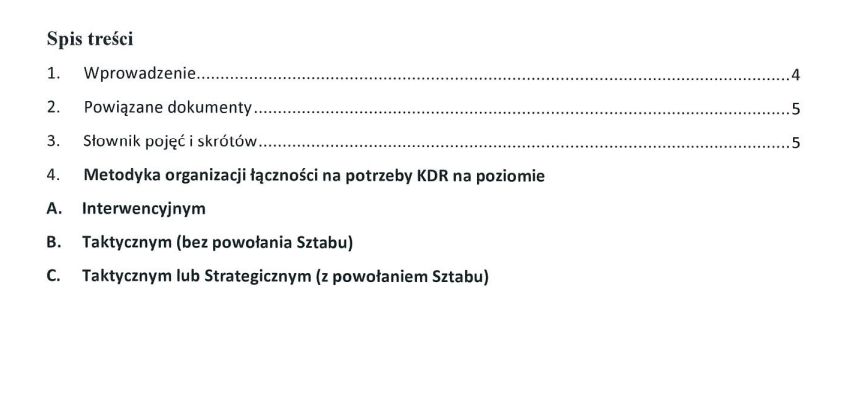 Spis treści
1. Wprowadzenie....................................................................................................4
2. Powiązane dokumenty..........................................................................................5
3. Słownik pojęć i skrótów.........................................................................................5
4. Metodyka organizacji łączności na potrzeby KDR na poziomie
A. Interwencyjnym
B. Taktycznym (bez powołania Sztabu)
C. Taktycznym lub Strategicznym (z powołaniem Sztabu)